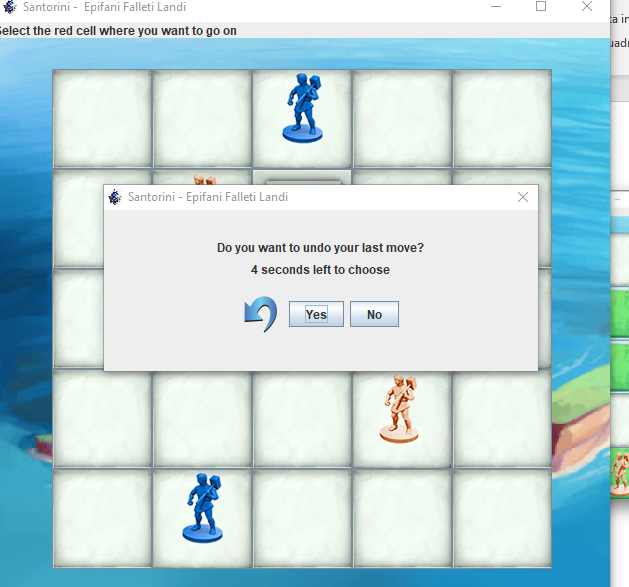 Santorini - Epifani Falleti Landi
Select the red cell where you want to go on
Santorini - Epifani Falleti Landi
Do you want to undo your last move?
4 seconds left to choose
Yes
No